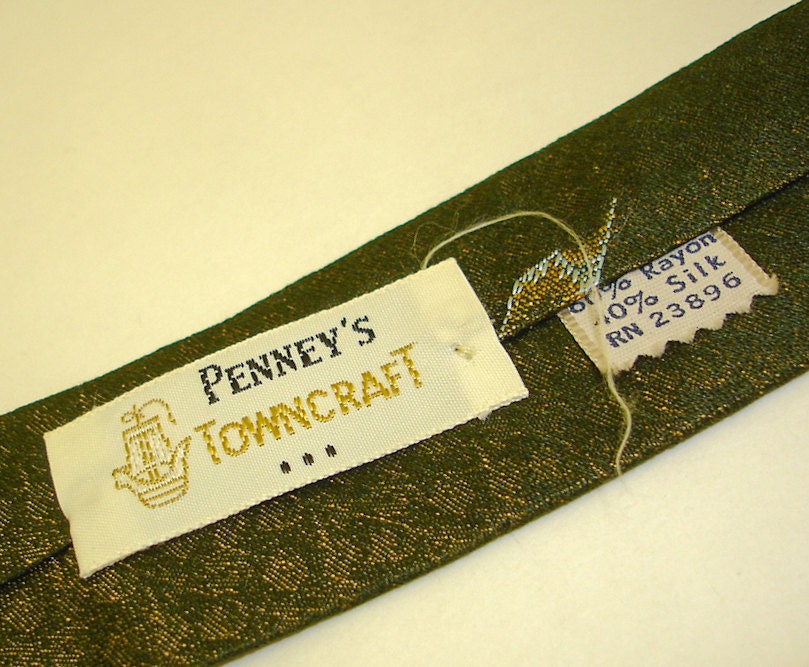 PENNEY'S
TOWNCRAFT
% Rayon
% Silk
RN 23896